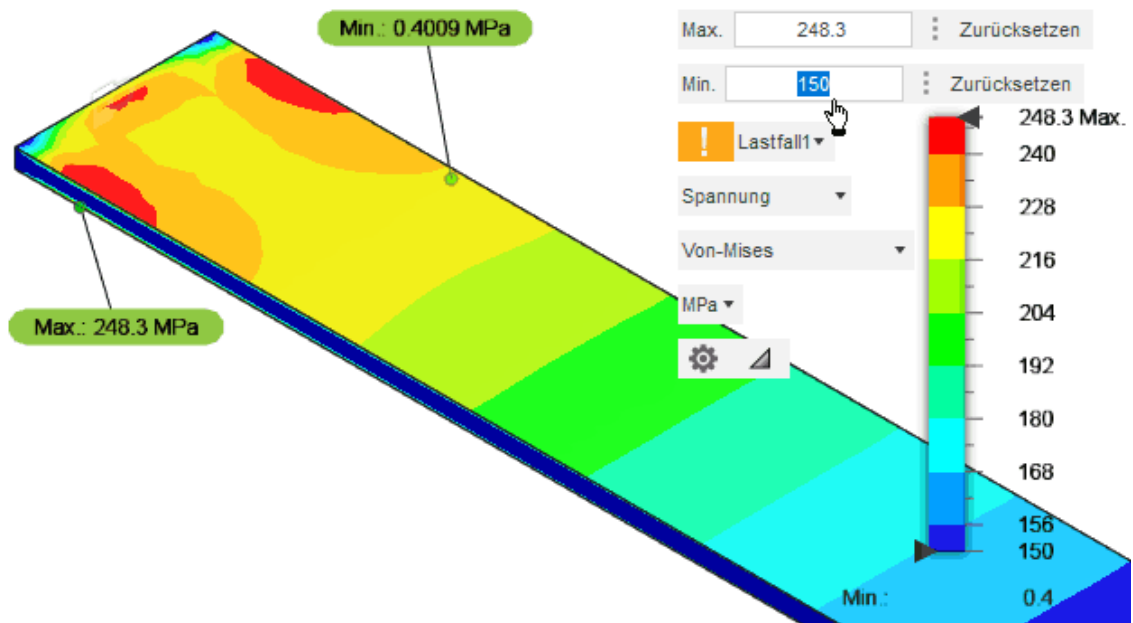 Min.: 0.4009 MPa
Max.: 248.3 MPa
Max. 248.3 Zurücksetzen
Min. 150 Zurücksetzen
! Lastfall1
Spannung
Von-Mises
MPa
248.3 Max.
240
228
216
204
192
180
168
156
150
Min.: 0.4